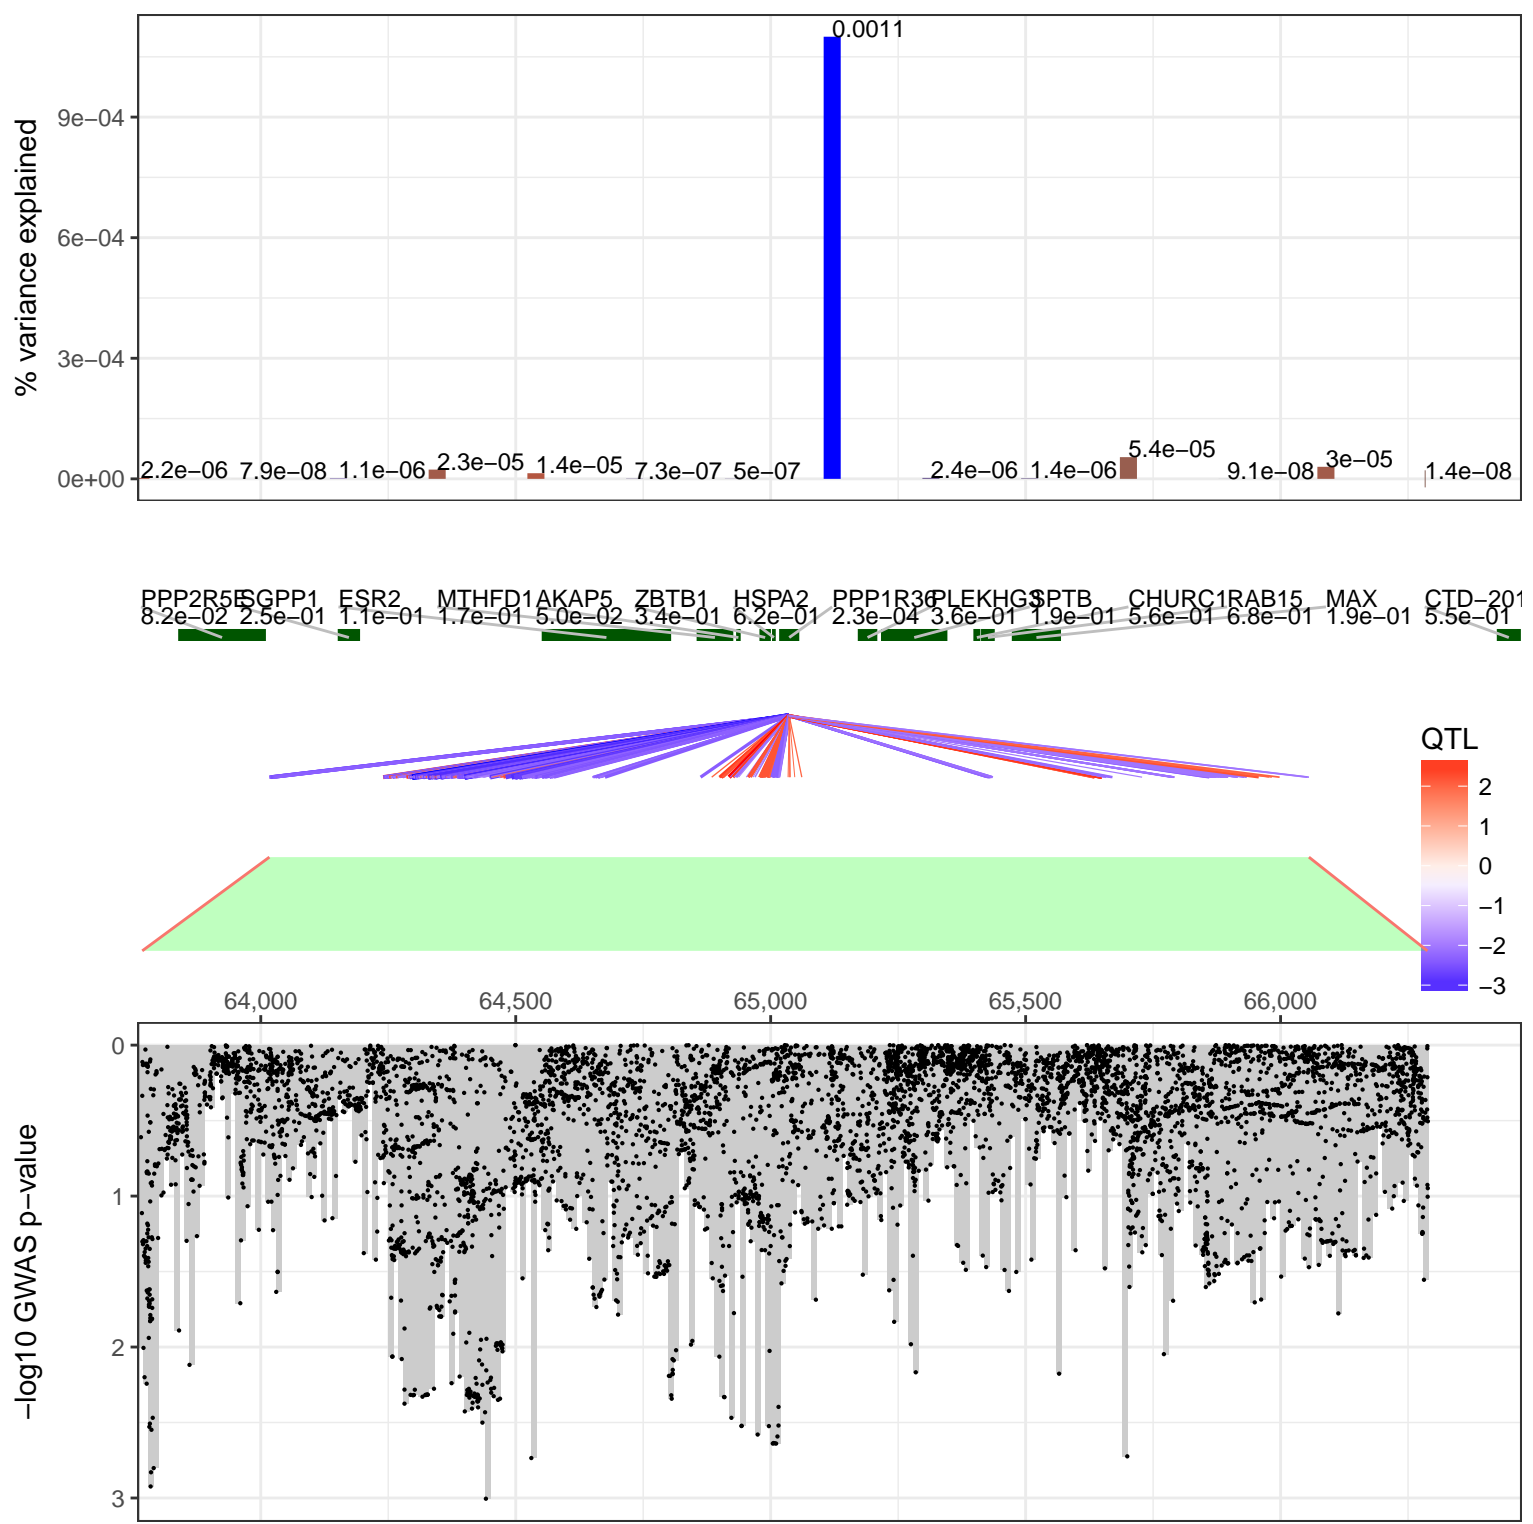 0.0011
9e−04
6e−04
3e−04
0e+00
% variance explained
2.2e−06 7.9e−08 1.1e−06 2.3e−05 1.4e−05 7.3e−07 5e−07 2.4e−06 1.4e−06 5.4e−05 9.1e−08 3e−05 1.4e−08
PPP2R5E SGPP1 ESR2 MTHFD1 AKAP5 ZBTB1 HSPA2 PPP1R36 PLEKHG3 SPTB CHURC1 RAB15 MAX CTD−201
8.2e−02 2.5e−01 1.1e−01 1.7e−01 5.0e−02 3.4e−01 6.2e−01 2.3e−04 3.6e−01 1.9e−01 5.6e−01 6.8e−01 1.9e−01 5.5e−01
QTL
2
1
0
−1
−2
−3
64,000 64,500 65,000 65,500 66,000
0
1
2
3
−log10 GWAS p−value